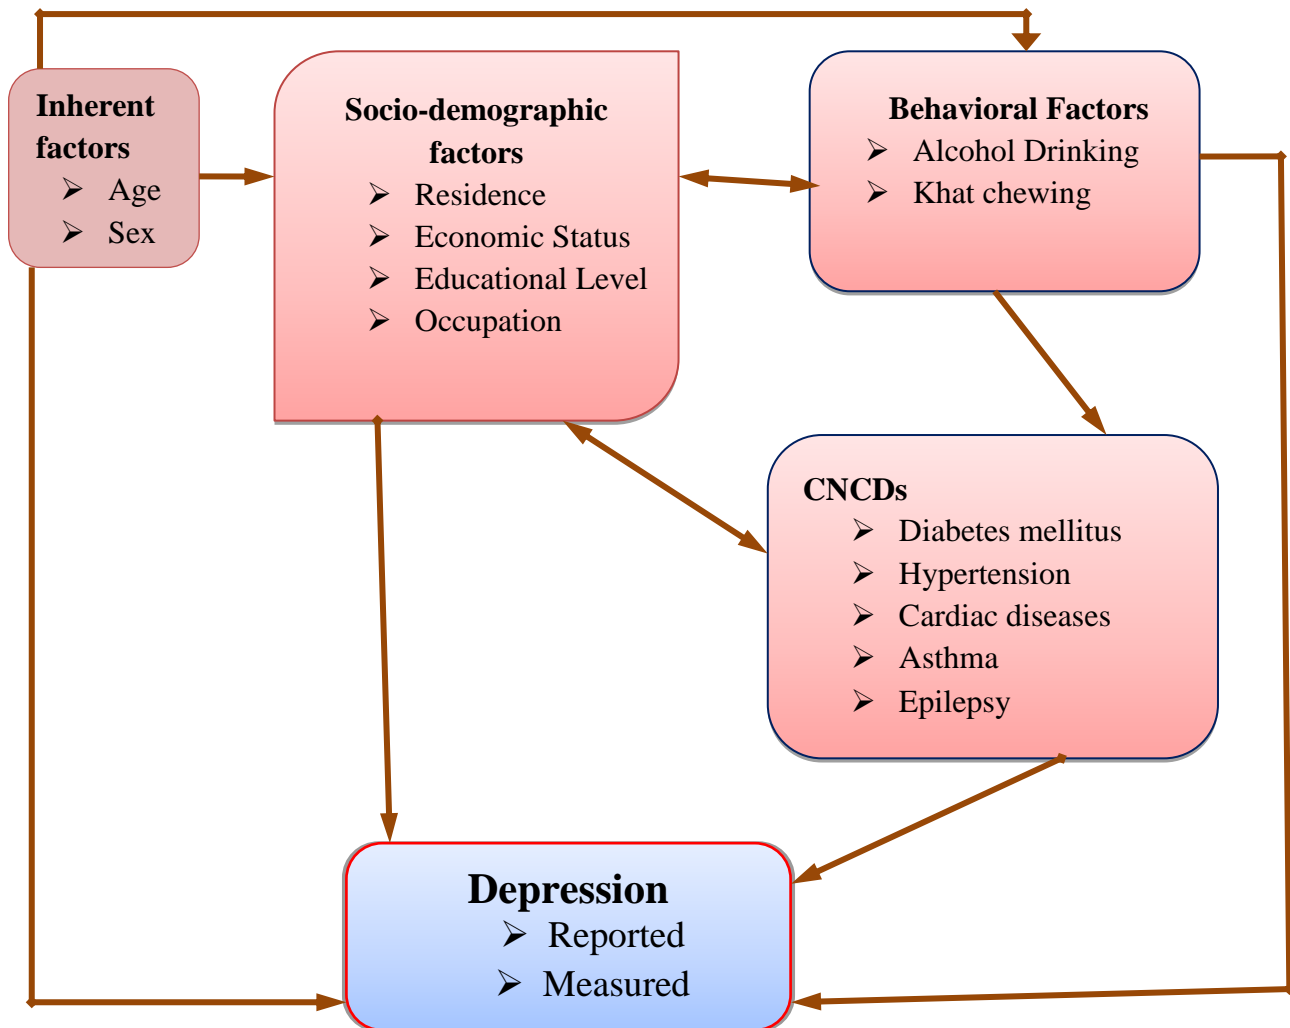 Inherent
factors
➢ Age
➢ Sex
Socio-demographic
factors
➢ Residence
➢ Economic Status
➢ Educational Level
➢ Occupation
Behavioral Factors
➢ Alcohol Drinking
➢ Khat chewing
CNCDs
➢ Diabetes mellitus
➢ Hypertension
➢ Cardiac diseases
➢ Asthma
➢ Epilepsy
Depression
➢ Reported
➢ Measured